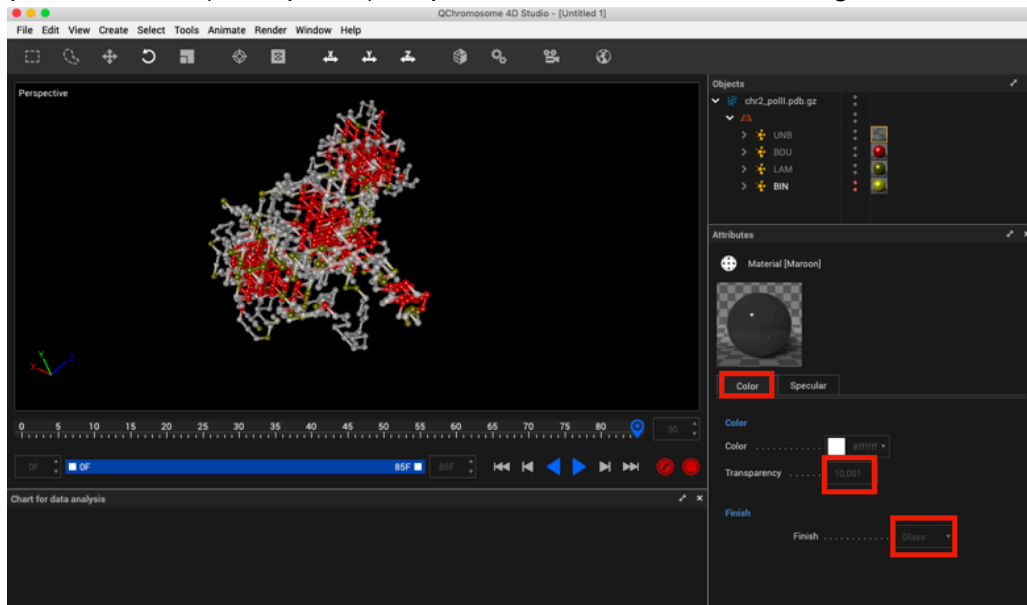 QChromosome 4D Studio - [Untitled 1]
File Edit View Create Select Tools Animate Render Window Help
Perspective
Y
X
Z
0 5 10 15 20 25 30 35 40 45 50 55 60 65 70 75 80 30
0F 0F 85F 85F
Chart for data analysis
Objects
chr2_polII.pdb.gz
UNB
BOU
LAM
BIN
Attributes
Material [Maroon]
Color Specular
Color
Color . . . . . . . . . . . #ffffff
Transparency . . . . . . 10,001
Finish
Finish . . . . . . . . . . . . Glass